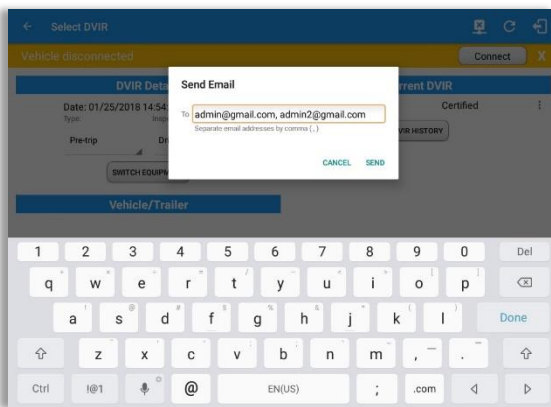 Select DVIR
Vehicle disconnected
Connect X
DVIR Deta
rrent DVIR
Send Email
Date: 01/25/2018 14:54:
Certified
To admin@gmail.com, admin2@gmail.com
Separate email addresses by comma (,)
Type:
VIR HISTORY
Pre-trip
CANCEL SEND
SWITCH EQUIPM
Vehicle/Trailer
1 2 3 4 5 6 7 8 9 0 Del
q w e r t y u i o p
a s d f g h j k l Done
z x c v b n m , .
Ctrl !@1 @ EN(US) ; .com